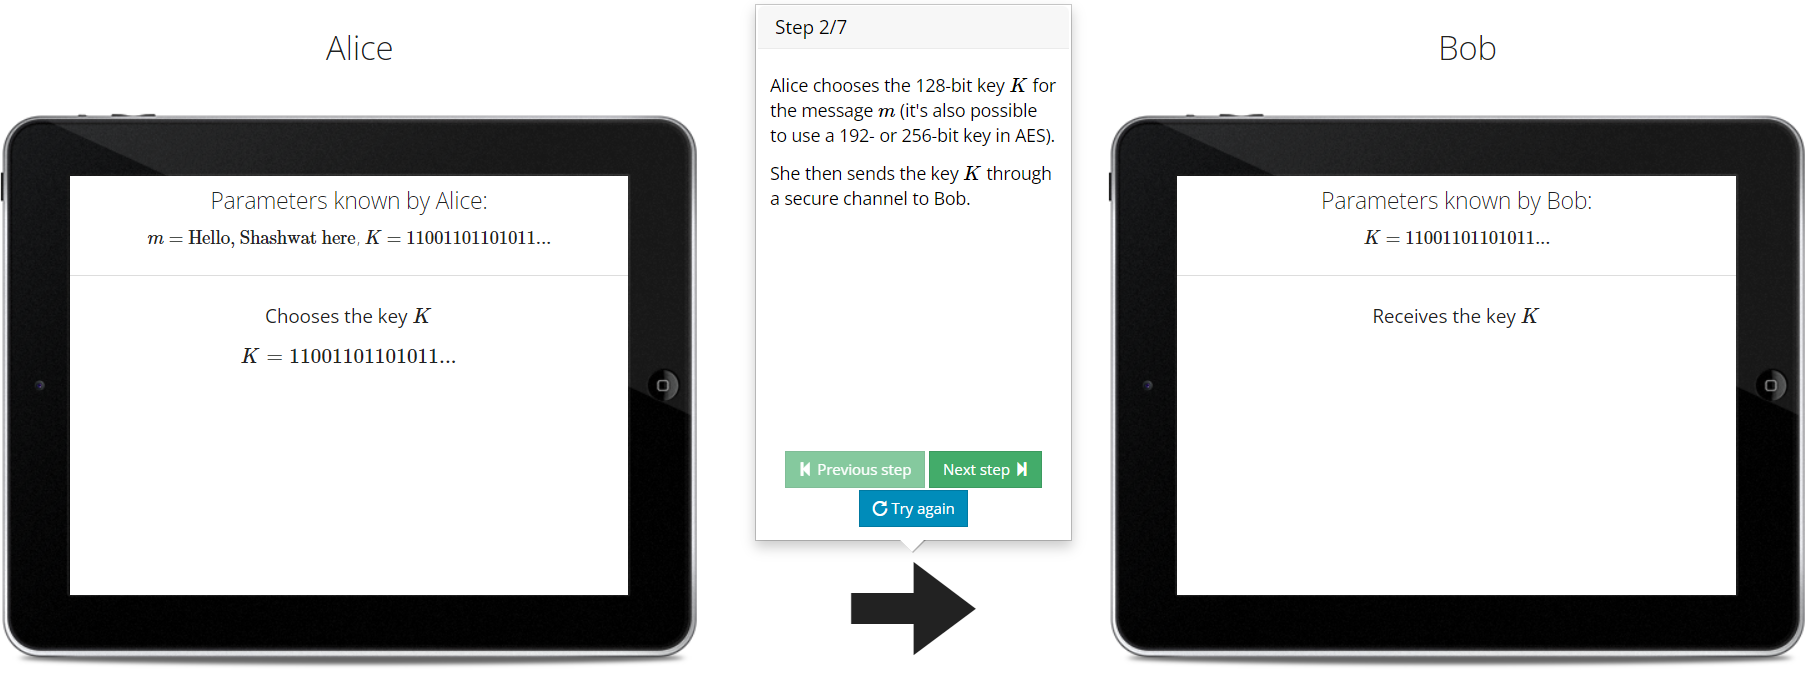 Alice
Parameters known by Alice:
m = Hello, Shashwat here, K = 11001101101011...
Chooses the key K
K = 11001101101011...
Step 2/7
Alice chooses the 128-bit key K for
the message m (it's also possible
to use a 192- or 256-bit key in AES).
She then sends the key K through
a secure channel to Bob.
Previous step
Next step
Try again
Bob
Parameters known by Bob:
K = 11001101101011...
Receives the key K